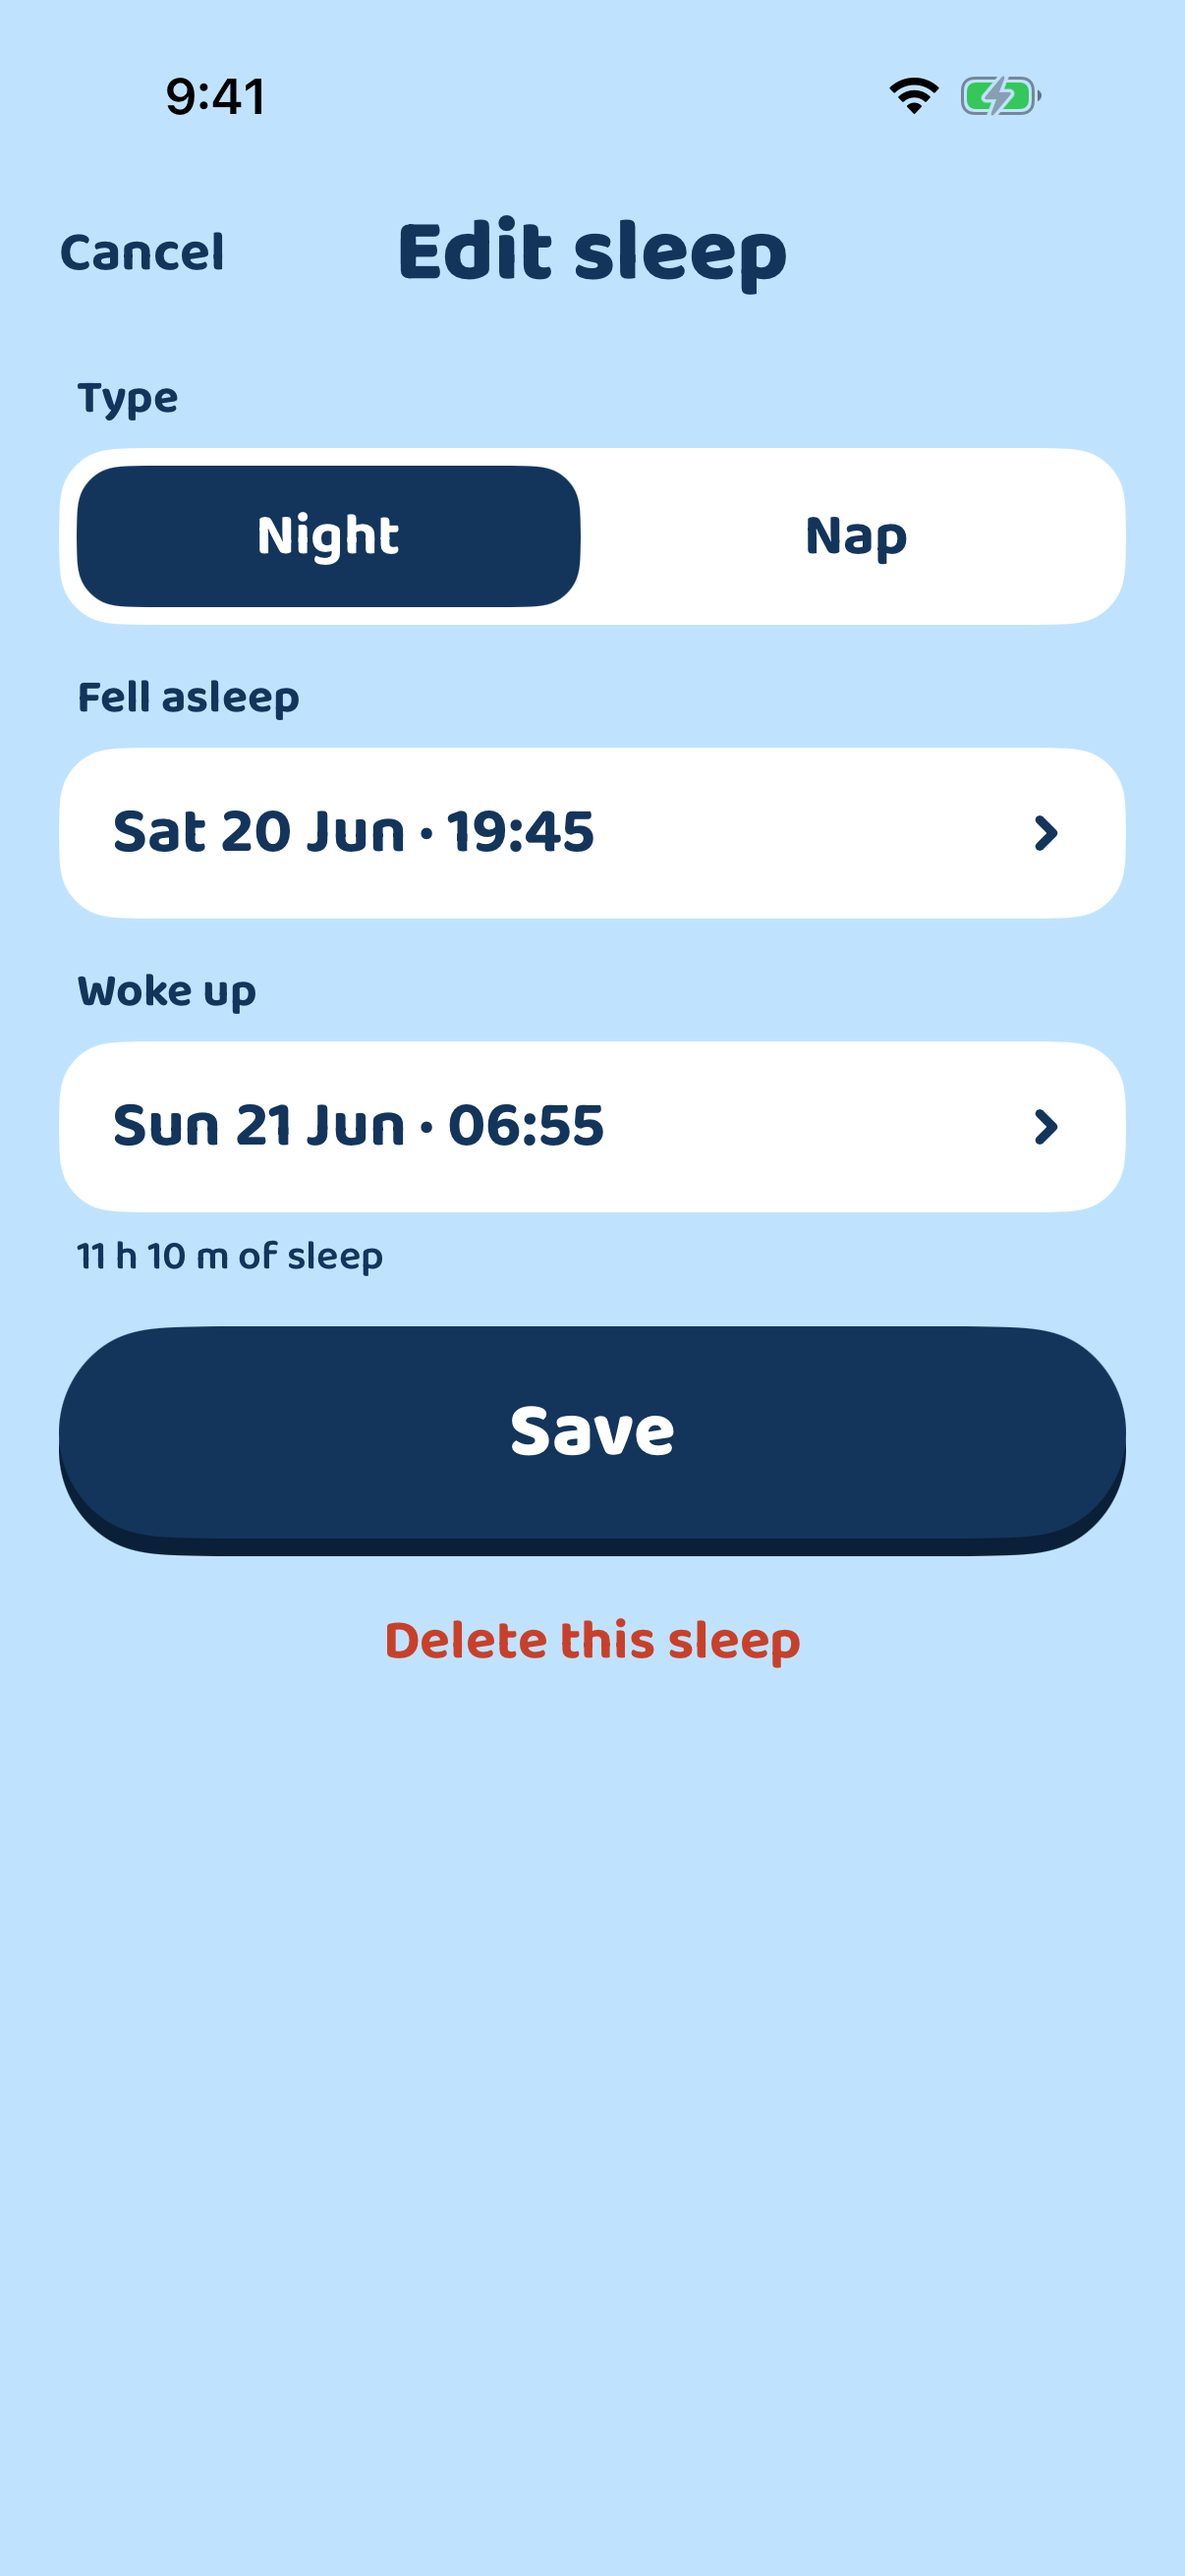 9:41
Cancel
Edit sleep
Type
Night
Nap
Fell asleep
Sat 20 Jun · 19:45
Woke up
Sun 21 Jun · 06:55
11 h 10 m of sleep
Save
Delete this sleep